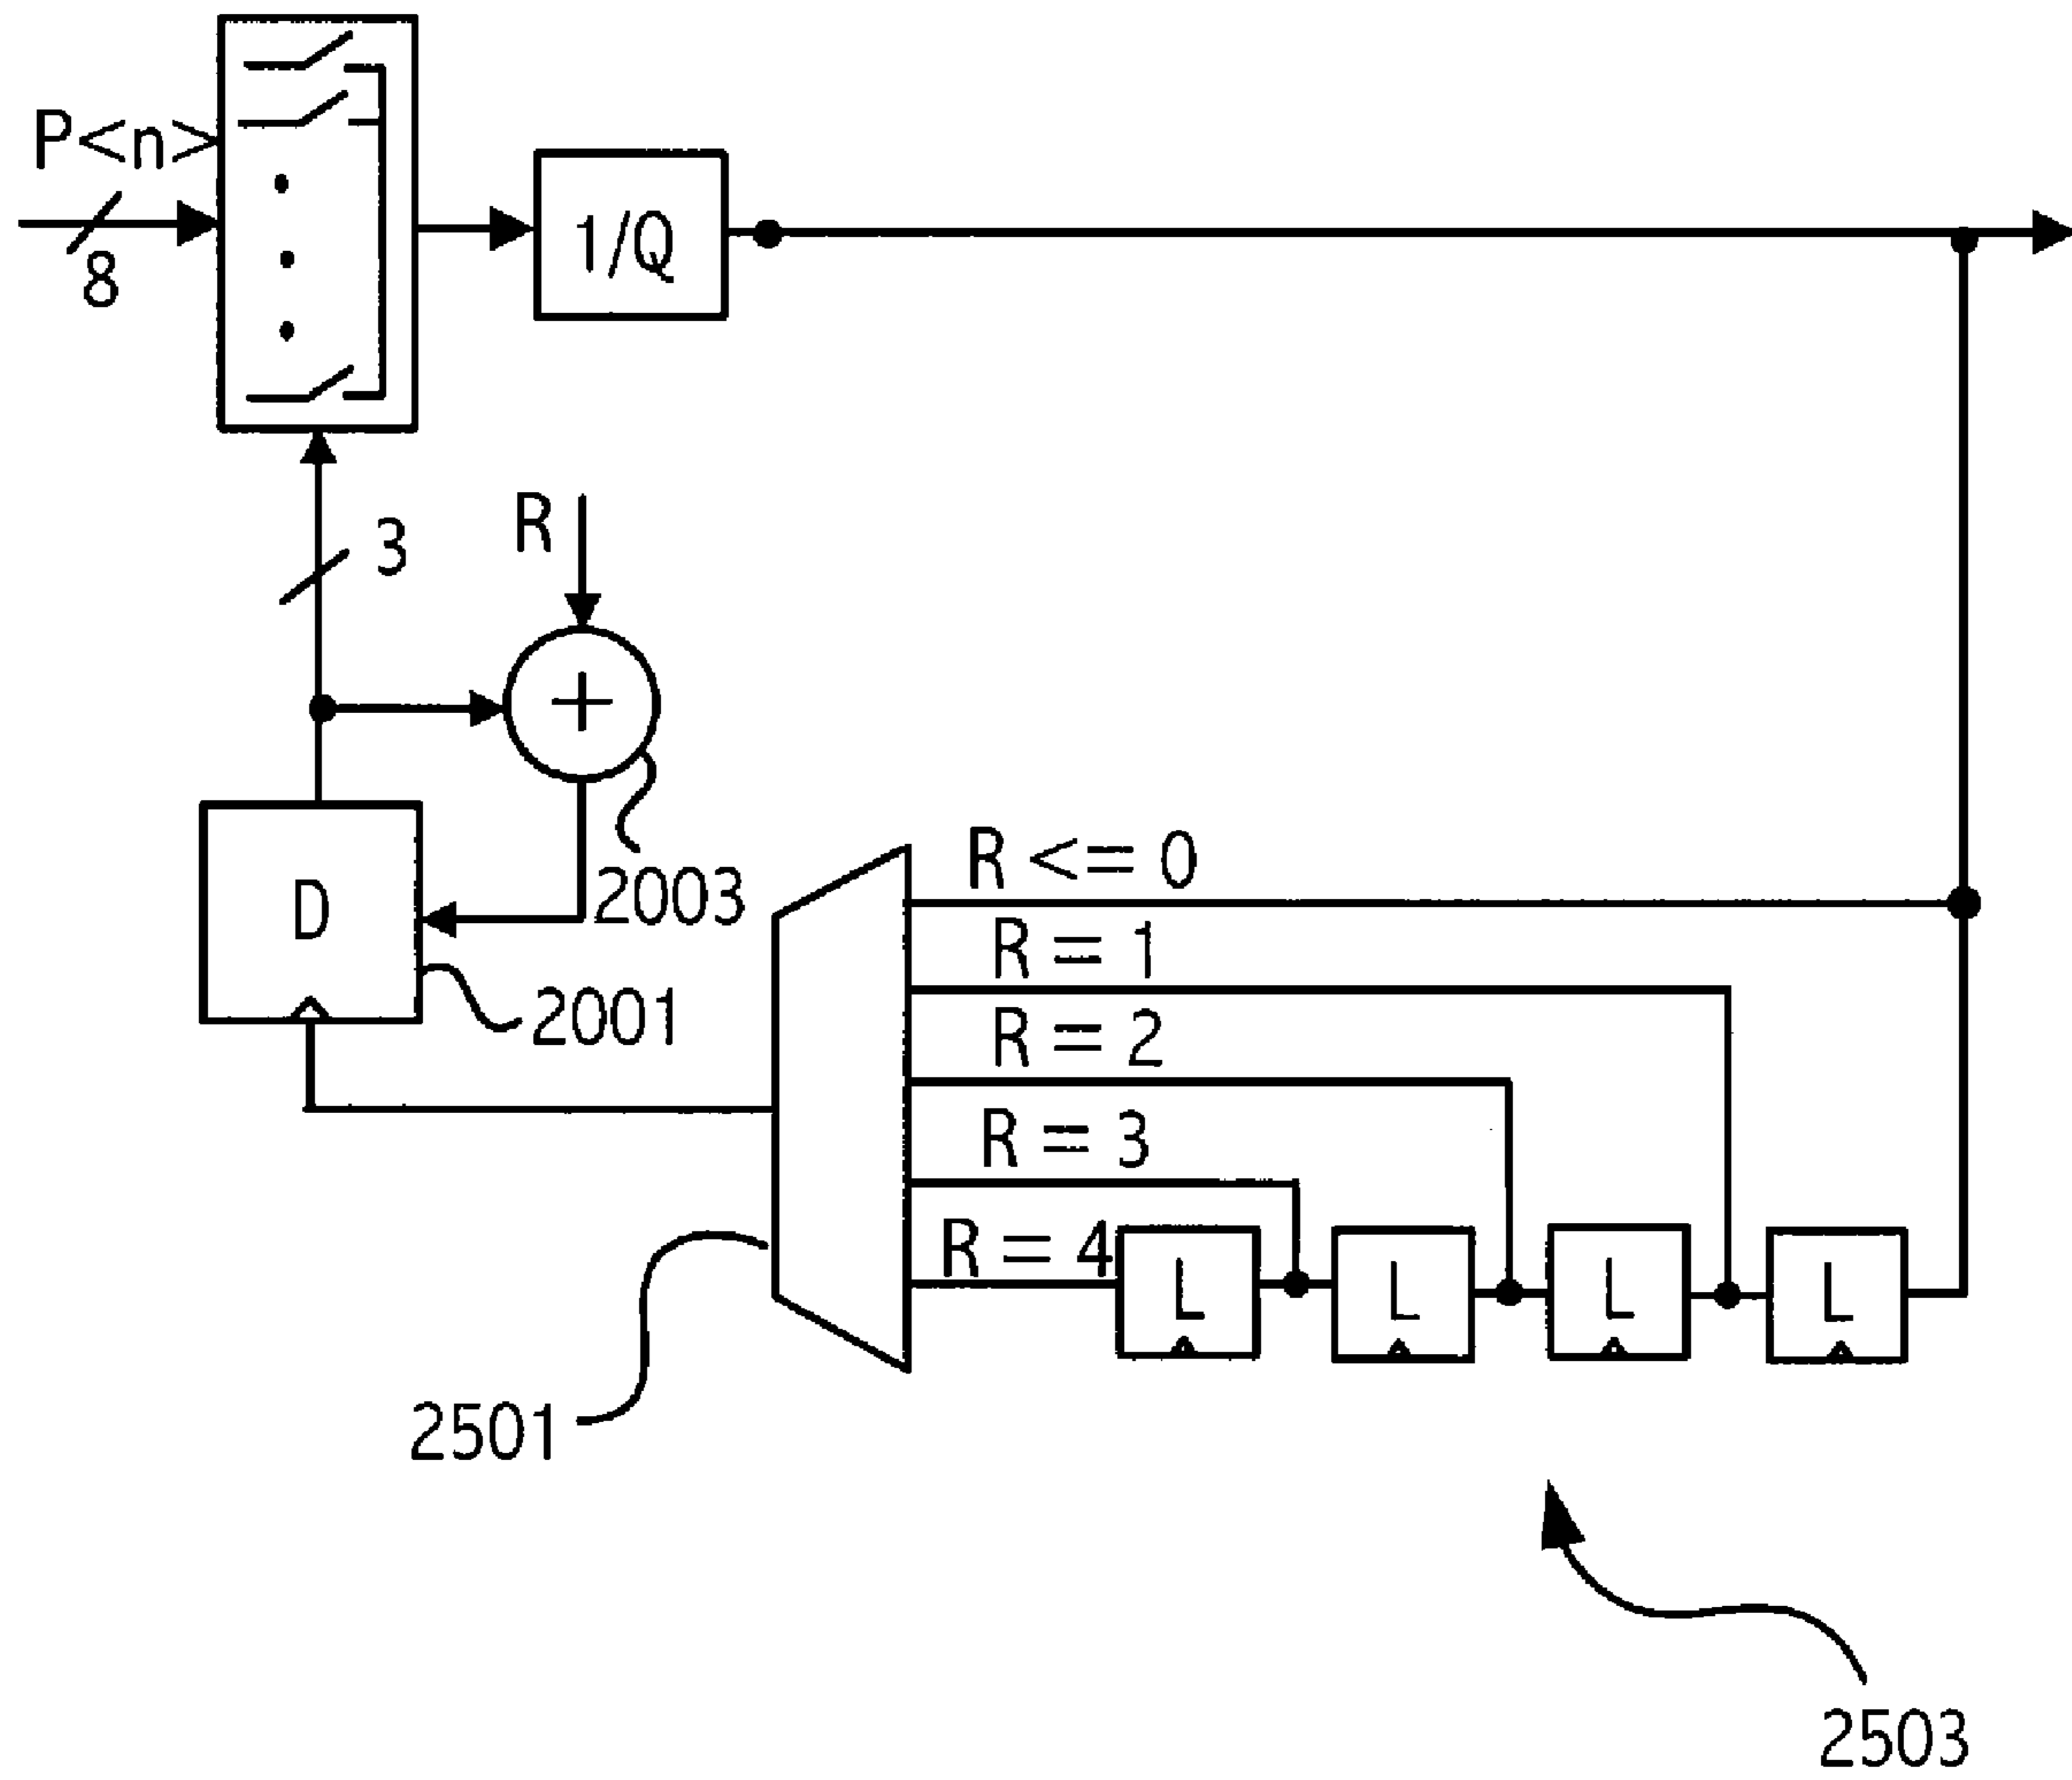 P<n>
8
1/Q
3
R
+
2003
D
2001
R <= 0
R = 1
R = 2
R = 3
R = 4
L
L
L
L
2501
2503